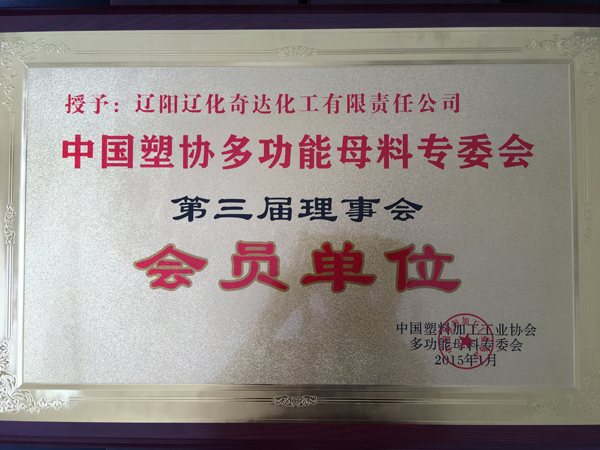 授予：辽阳辽化奇达化工有限责任公司
中国塑协多功能母料专委会
第三届理事会
会员单位
中国塑料加工工业协会
多功能母料专委会
2015年1月